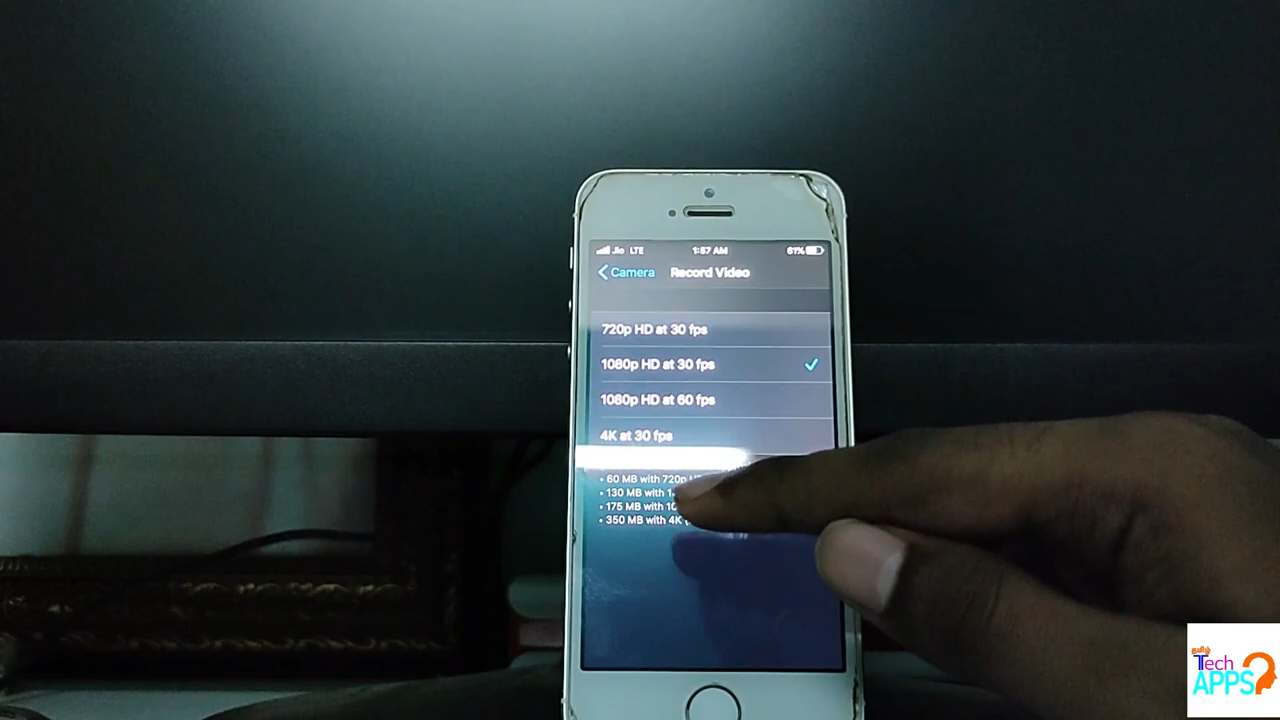 Jio LTE 1:57 AM 61%
Camera Record Video
720p HD at 30 fps
1080p HD at 30 fps
1080p HD at 60 fps
4K at 30 fps
• 60 MB with 720p
• 130 MB with
• 175 MB with
• 350 MB with 4K
தமிழ்
Tech
APPS